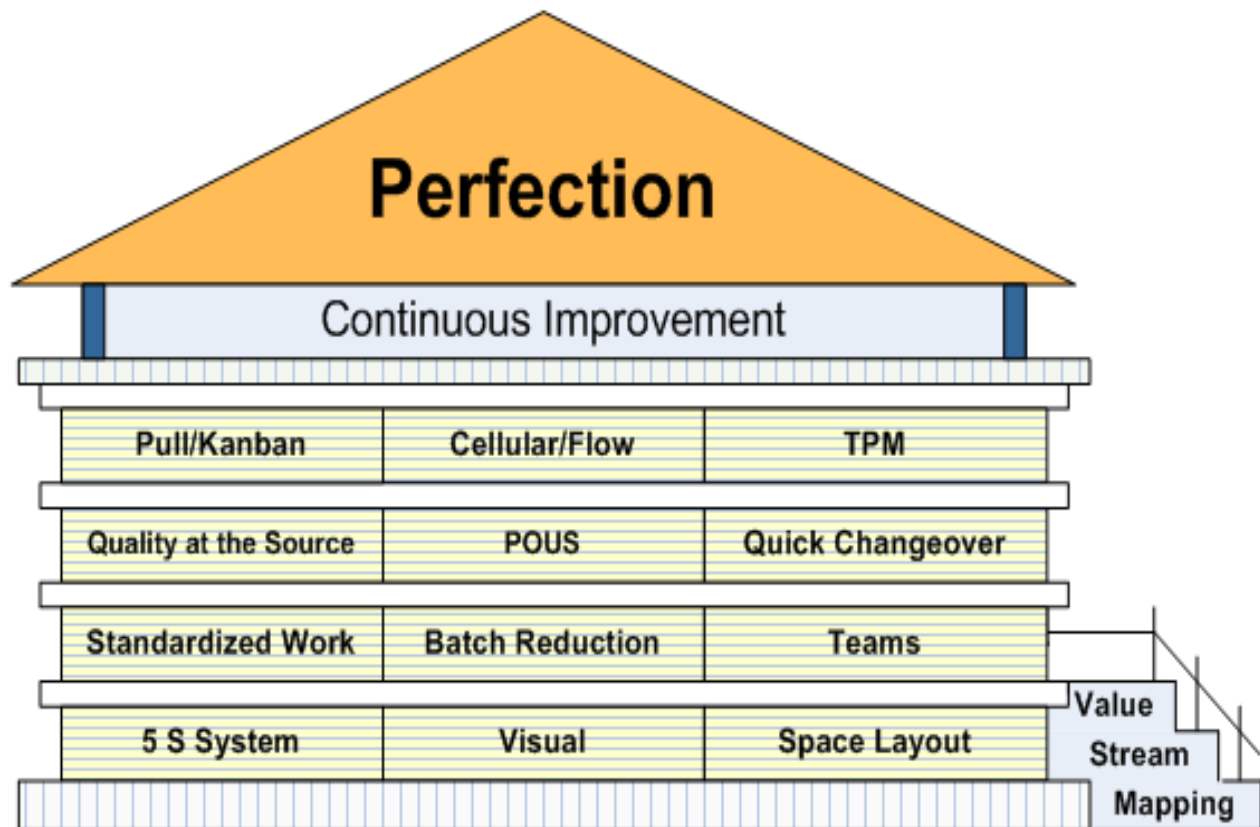 Perfection
Continuous Improvement
Pull/Kanban
Cellular/Flow
TPM
Quality at the Source
POUS
Quick Changeover
Standardized Work
Batch Reduction
Teams
5 S System
Visual
Space Layout
Value
Stream
Mapping